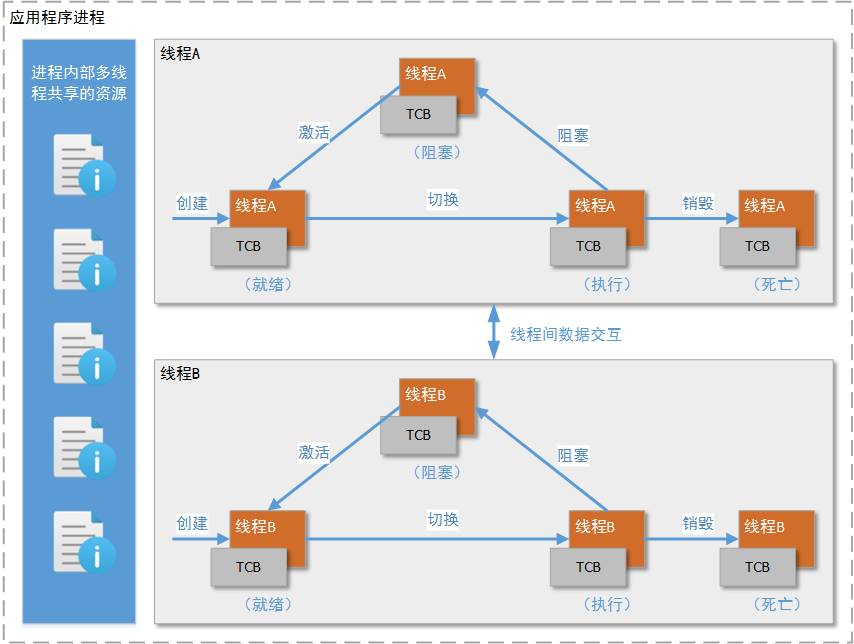 应用程序进程
进程内部多线
程共享的资源
线程A
线程A
TCB
（阻塞）
激活
阻塞
创建
线程A
TCB
（就绪）
切换
线程A
TCB
（执行）
销毁
线程A
TCB
（死亡）
线程间数据交互
线程B
线程B
TCB
（阻塞）
激活
阻塞
创建
线程B
TCB
（就绪）
切换
线程B
TCB
（执行）
销毁
线程B
TCB
（死亡）